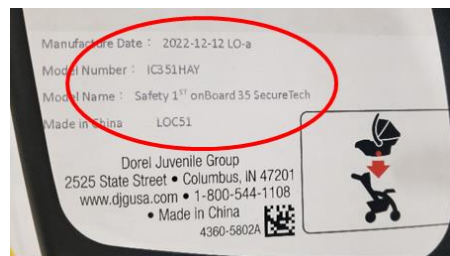 Manufacture Date : 2022-12-12 LO-a
Model Number : IC351HAY
Model Name : Safety 1ST onBoard 35 SecureTech
Made in China LOC51
Dorel Juvenile Group
2525 State Street • Columbus, IN 47201
www.djgusa.com • 1-800-544-1108
• Made in China
4360-5802A